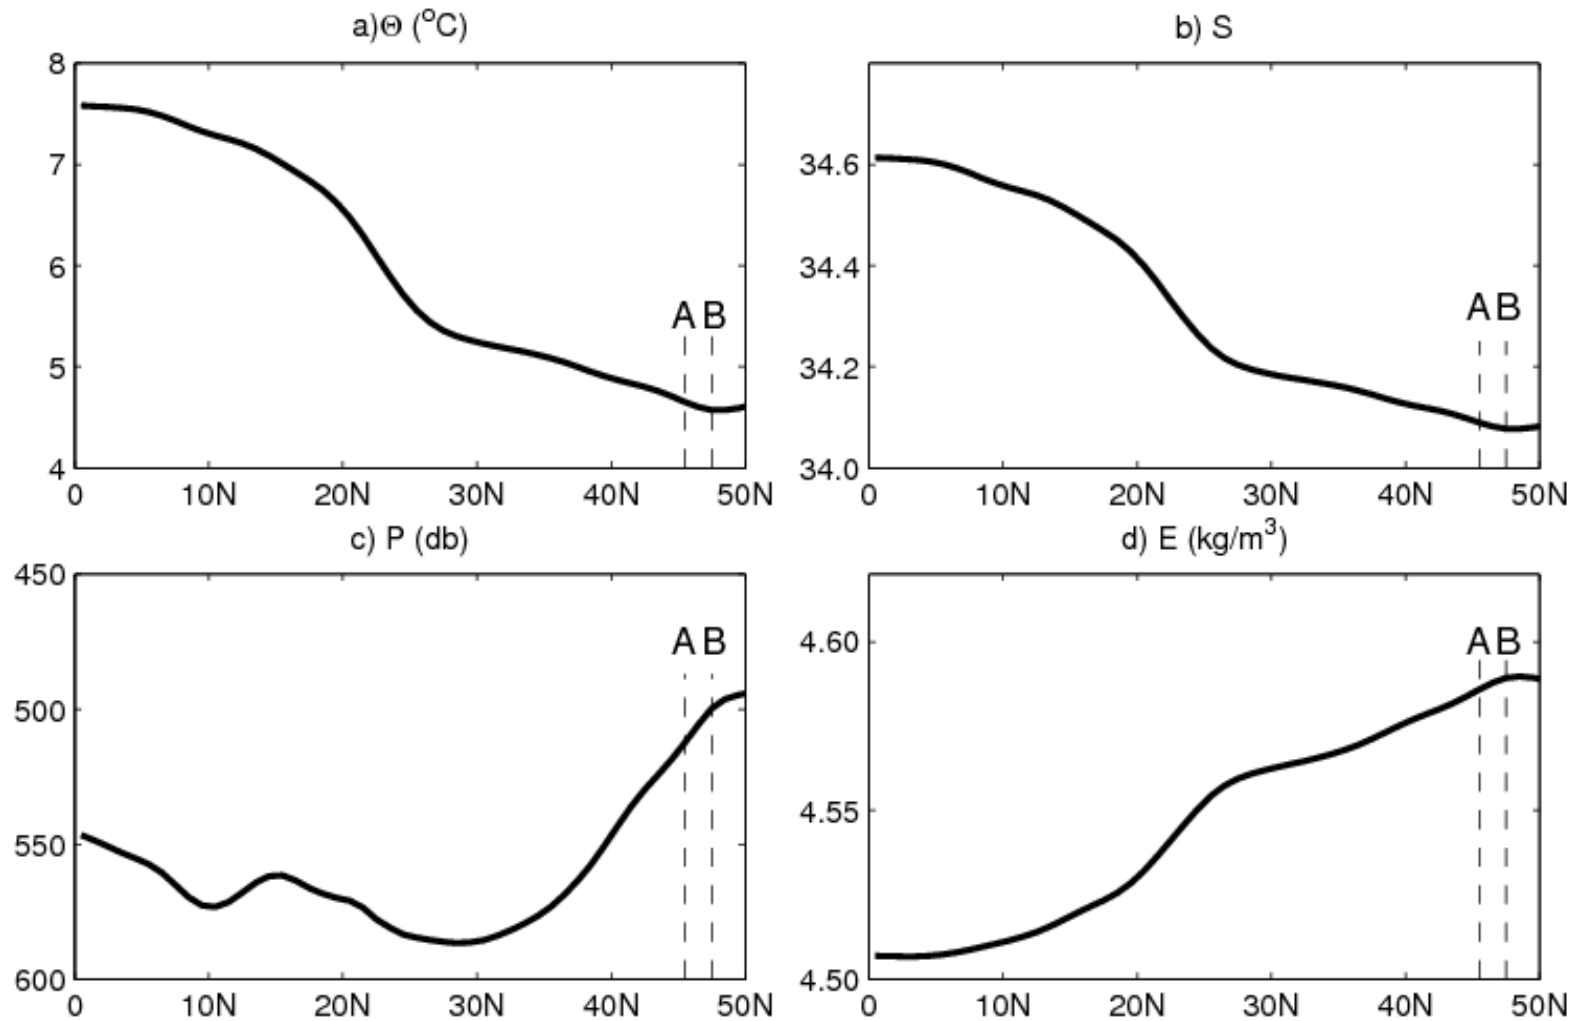 a)Θ (°C)
8
7
6
5
4
A B
0 10N 20N 30N 40N 50N
b) S
34.6
34.4
34.2
34.0
A B
0 10N 20N 30N 40N 50N
c) P (db)
450
500
550
600
A B
0 10N 20N 30N 40N 50N
d) E (kg/m³)
4.60
4.55
4.50
A B
0 10N 20N 30N 40N 50N